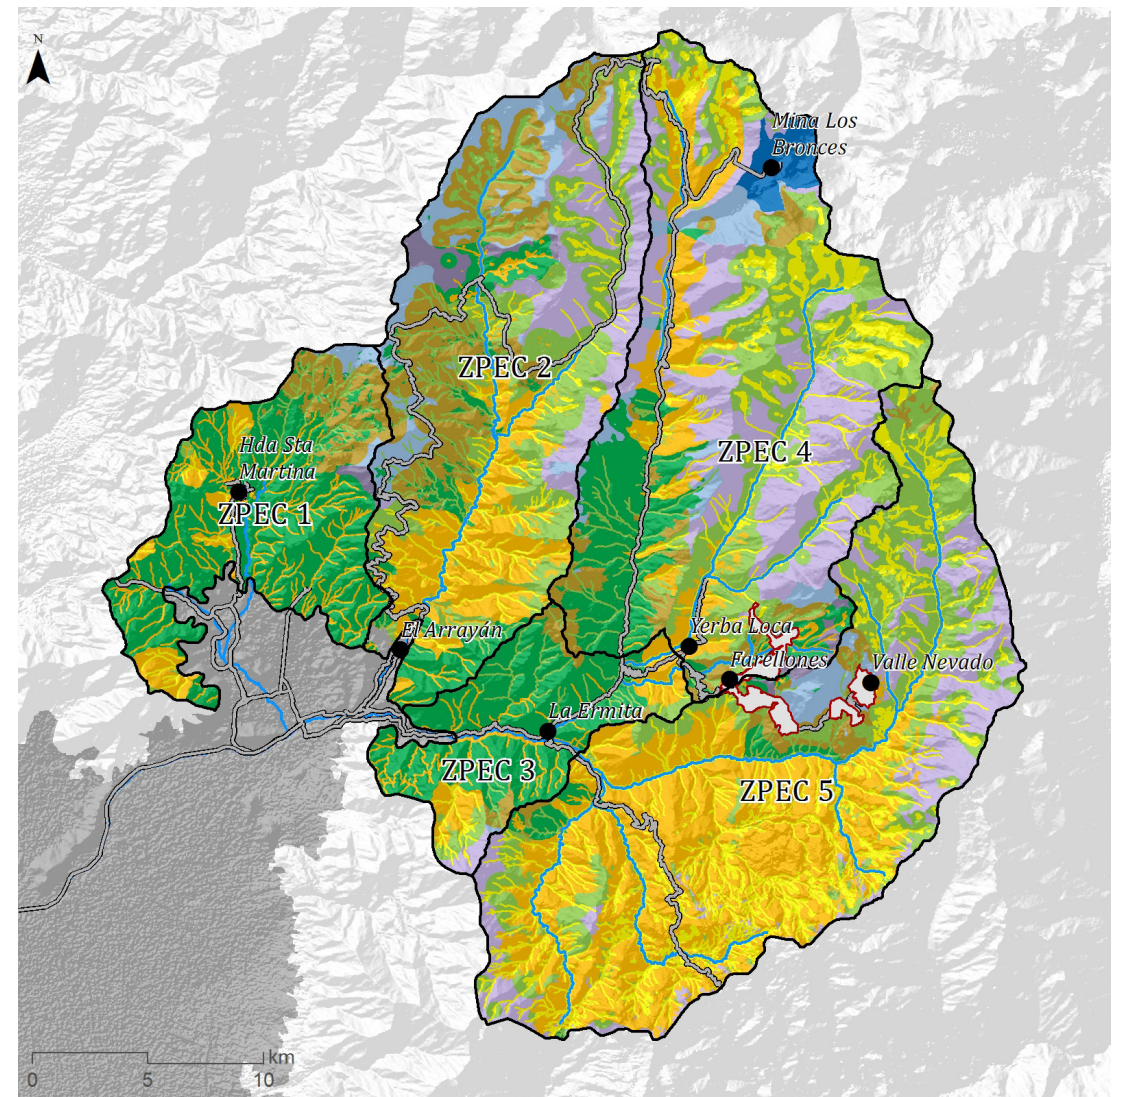 N
Mina Los
Bronces
ZPEC 2
Hda Sta
Martina
ZPEC 4
ZPEC 1
El Arrayán
Yerba Loca
Farellones
Valle Nevado
La Ermita
ZPEC 3
ZPEC 5
km
0 5 10